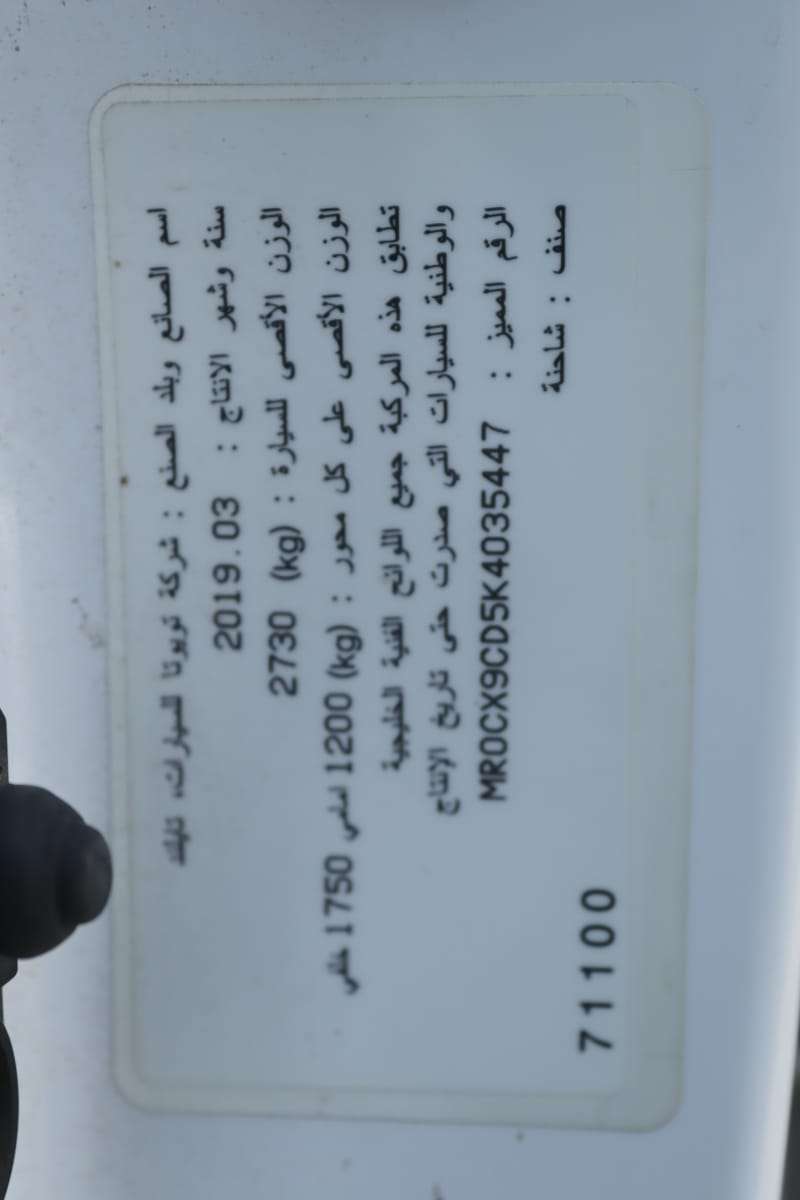 اسم الصانع وبلد الصنع : شركة تويوتا للسيارات، تايلند
سنة وشهر الانتاج : 2019.03
الوزن الأقصى للسيارة : (kg) 2730
الوزن الأقصى على كل محور : (kg) 1200 امامي 1750 خلفي
تطابق هذه المركبة جميع اللوائح الفنية الخليجية
والوطنية للسيارات التي صدرت حتى تاريخ الإنتاج
الرقم المميز : MR0CX9CD5K4035447
صنف : شاحنة
71100